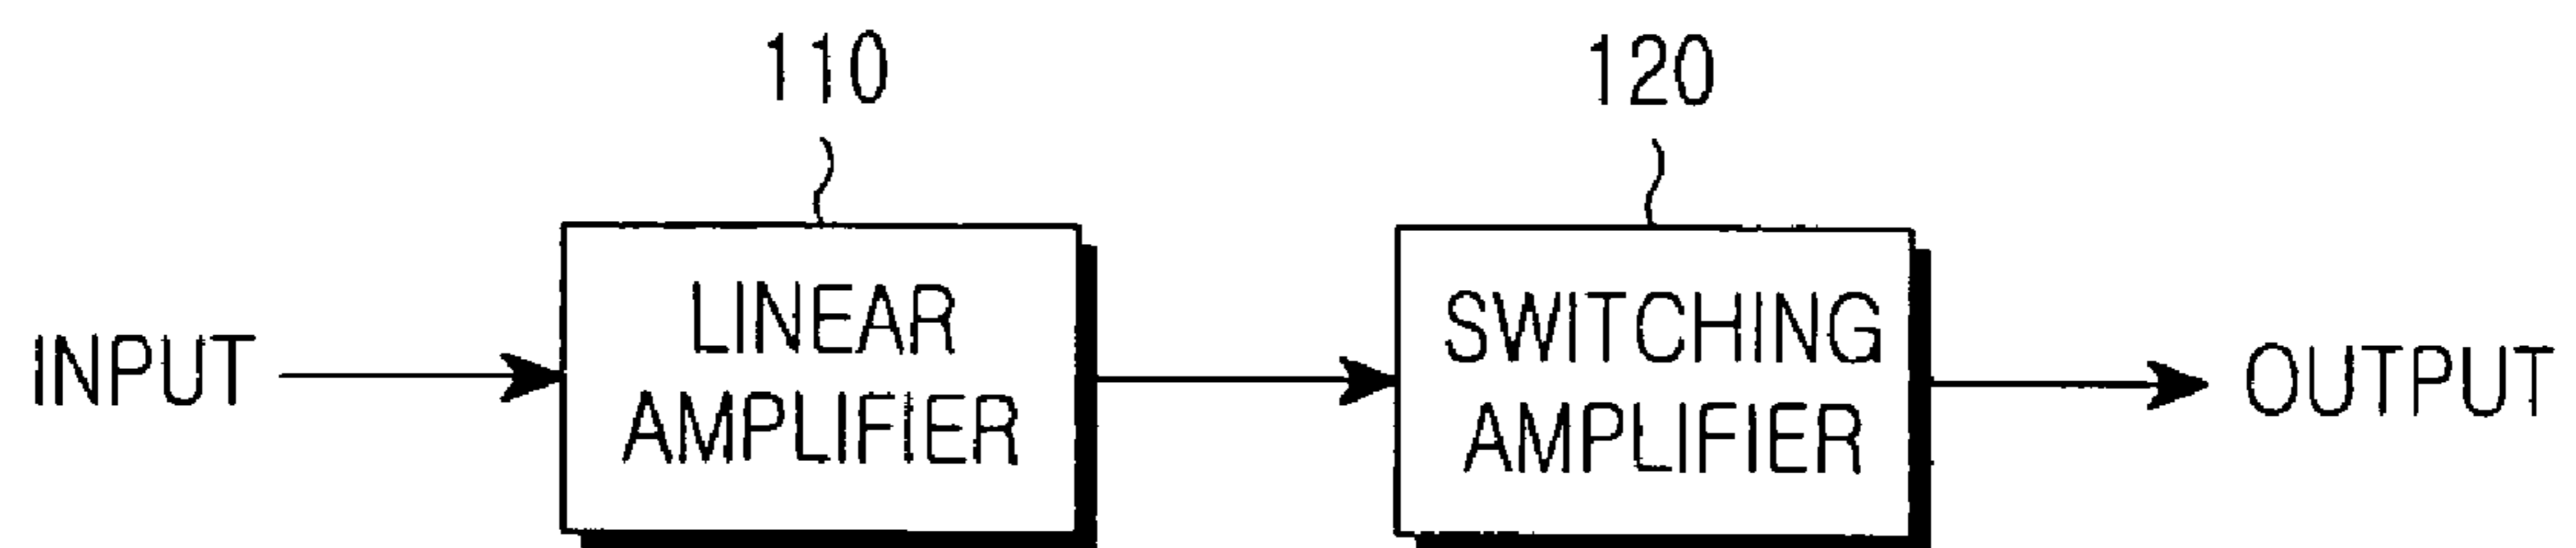 110
120
INPUT
LINEAR
AMPLIFIER
SWITCHING
AMPLIFIER
OUTPUT